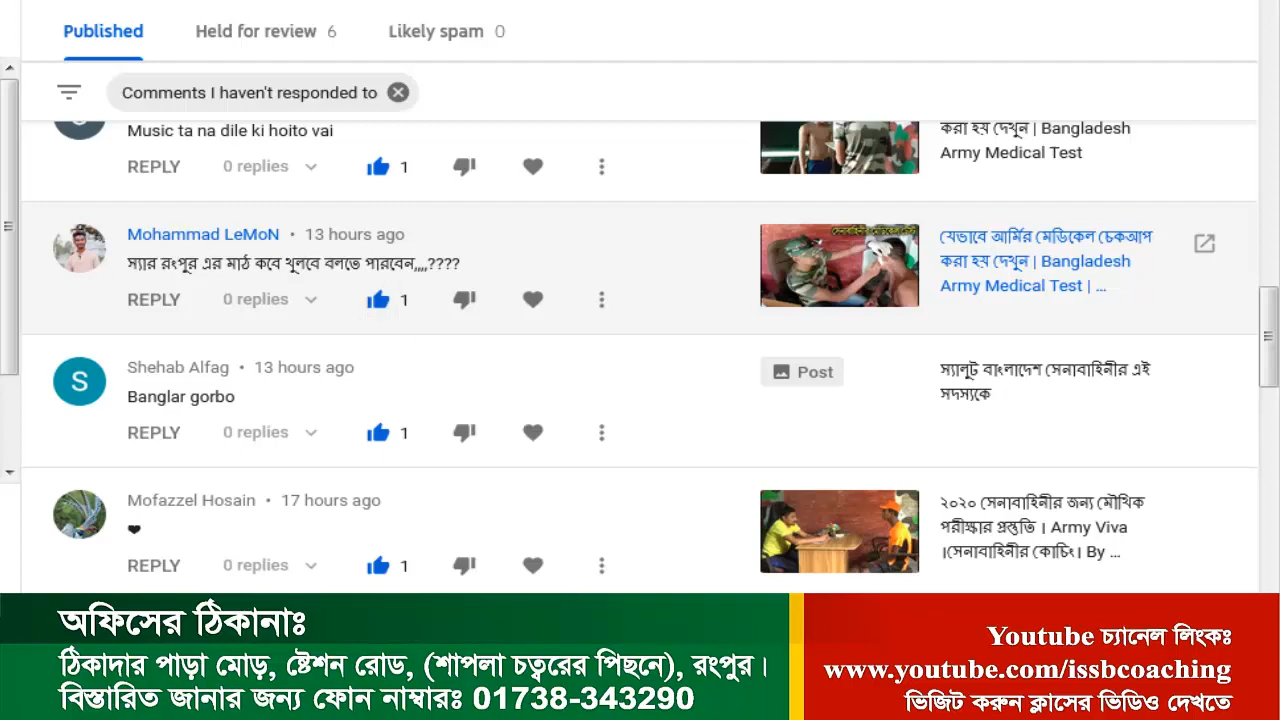 Published Held for review 6 Likely spam 0
Comments I haven't responded to
Music ta na dile ki hoito vai
REPLY 0 replies 1
করা হয় দেখুন | Bangladesh
Army Medical Test
Mohammad LeMoN • 13 hours ago
স্যার রংপুর এর মাঠ কবে খুলবে বলতে পারবেন,,,,????
REPLY 0 replies 1
যেভাবে আর্মির মেডিকেল চেকআপ
করা হয় দেখুন | Bangladesh
Army Medical Test | ...
S
Shehab Alfag • 13 hours ago
Banglar gorbo
REPLY 0 replies 1
Post
স্যালুট বাংলাদেশ সেনাবাহিনীর এই
সদস্যকে
Mofazzel Hosain • 17 hours ago
❤
REPLY 0 replies 1
২০২০ সেনাবাহিনীর জন্য মৌখিক
পরীক্ষার প্রস্তুতি । Army Viva
।সেনাবাহিনীর কোচিং। By ...
অফিসের ঠিকানাঃ
ঠিকাদার পাড়া মোড়, ষ্টেশন রোড, (শাপলা চত্বরের পিছনে), রংপুর।
বিস্তারিত জানার জন্য ফোন নাম্বারঃ 01738-343290
Youtube চ্যানেল লিংকঃ
www.youtube.com/issbcoaching
ভিজিট করুন ক্লাসের ভিডিও দেখতে